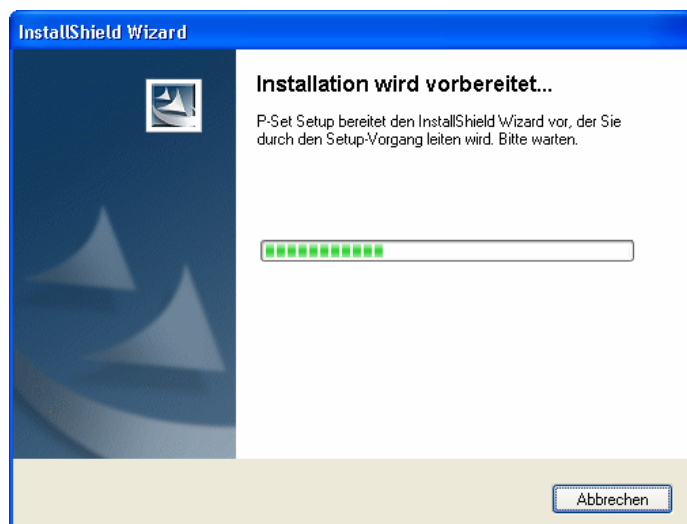 InstallShield Wizard
Installation wird vorbereitet...
P-Set Setup bereitet den InstallShield Wizard vor, der Sie
durch den Setup-Vorgang leiten wird. Bitte warten.
Abbrechen